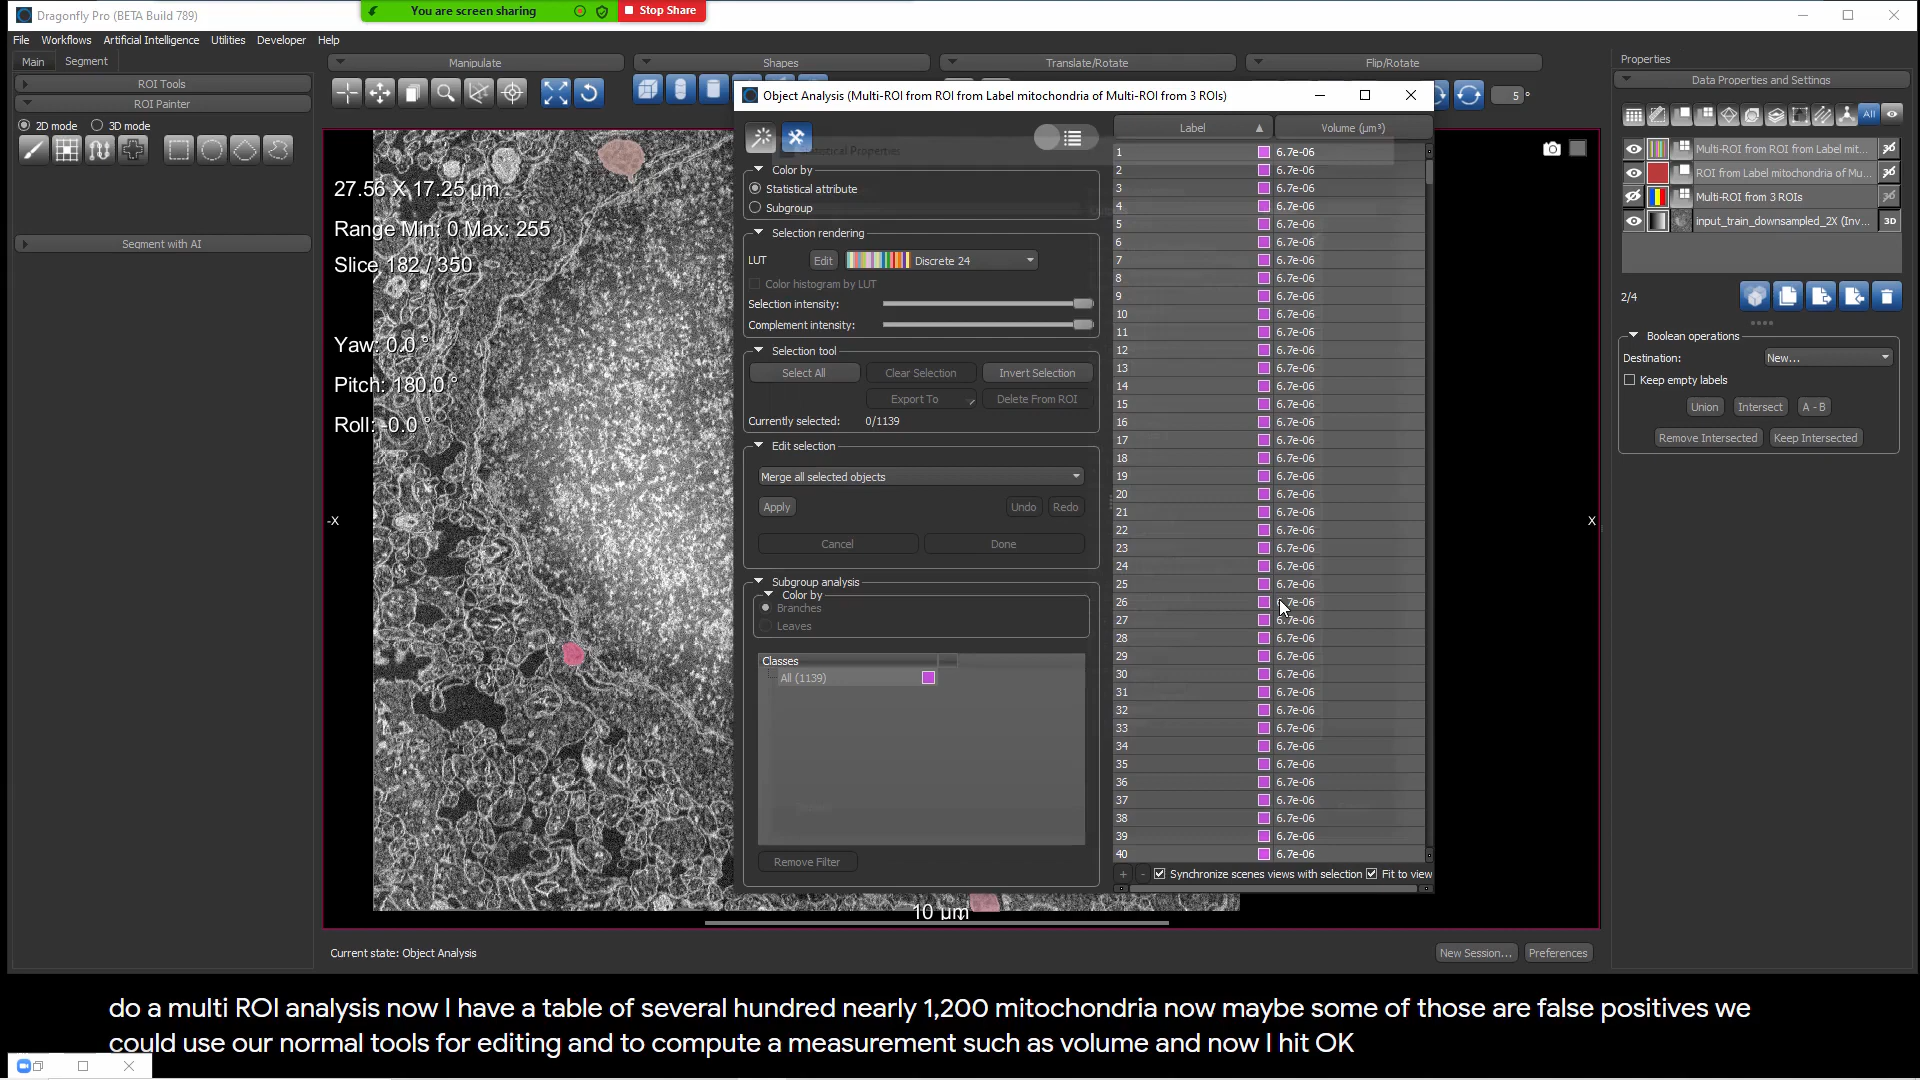 Dragonfly Pro (BETA Build 789)
You are screen sharing
Stop Share
File Workflows Artificial Intelligence Utilities Developer Help
Main Segment
ROI Tools
ROI Painter
2D mode 3D mode
Segment with AI
Manipulate
Shapes
Translate/Rotate
Flip/Rotate
5 °
27.56 X 17.25 µm
Range Min: 0 Max: 255
Slice 182 / 350
Yaw: 0.0 °
Pitch: 180.0 °
Roll: -0.0 °
-X
X
10 µm
Object Analysis (Multi-ROI from ROI from Label mitochondria of Multi-ROI from 3 ROIs)
Statistical Properties
Color by
Statistical attribute
Subgroup
Selection rendering
LUT Edit Discrete 24
Color histogram by LUT
Selection intensity:
Complement intensity:
Selection tool
Select All Clear Selection Invert Selection
Export To Delete From ROI
Currently selected: 0/1139
Edit selection
Merge all selected objects
Apply Undo Redo
Cancel Done
Subgroup analysis
Color by
Branches
Leaves
Classes
All (1139)
Remove Filter
Label Volume (µm³)
1 6.7e-06
2 6.7e-06
3 6.7e-06
4 6.7e-06
5 6.7e-06
6 6.7e-06
7 6.7e-06
8 6.7e-06
9 6.7e-06
10 6.7e-06
11 6.7e-06
12 6.7e-06
13 6.7e-06
14 6.7e-06
15 6.7e-06
16 6.7e-06
17 6.7e-06
18 6.7e-06
19 6.7e-06
20 6.7e-06
21 6.7e-06
22 6.7e-06
23 6.7e-06
24 6.7e-06
25 6.7e-06
26 6.7e-06
27 6.7e-06
28 6.7e-06
29 6.7e-06
30 6.7e-06
31 6.7e-06
32 6.7e-06
33 6.7e-06
34 6.7e-06
35 6.7e-06
36 6.7e-06
37 6.7e-06
38 6.7e-06
39 6.7e-06
40 6.7e-06
+ - Synchronize scenes views with selection Fit to view
Properties
Data Properties and Settings
All
Multi-ROI from ROI from Label mit...
ROI from Label mitochondria of Mu...
Multi-ROI from 3 ROIs
input_train_downsampled_2X (Inv... 3D
2/4
Boolean operations
Destination: New...
Keep empty labels
Union Intersect A - B
Remove Intersected Keep Intersected
Current state: Object Analysis
New Session... Preferences
do a multi ROI analysis now I have a table of several hundred nearly 1,200 mitochondria now maybe some of those are false positives we
could use our normal tools for editing and to compute a measurement such as volume and now I hit OK